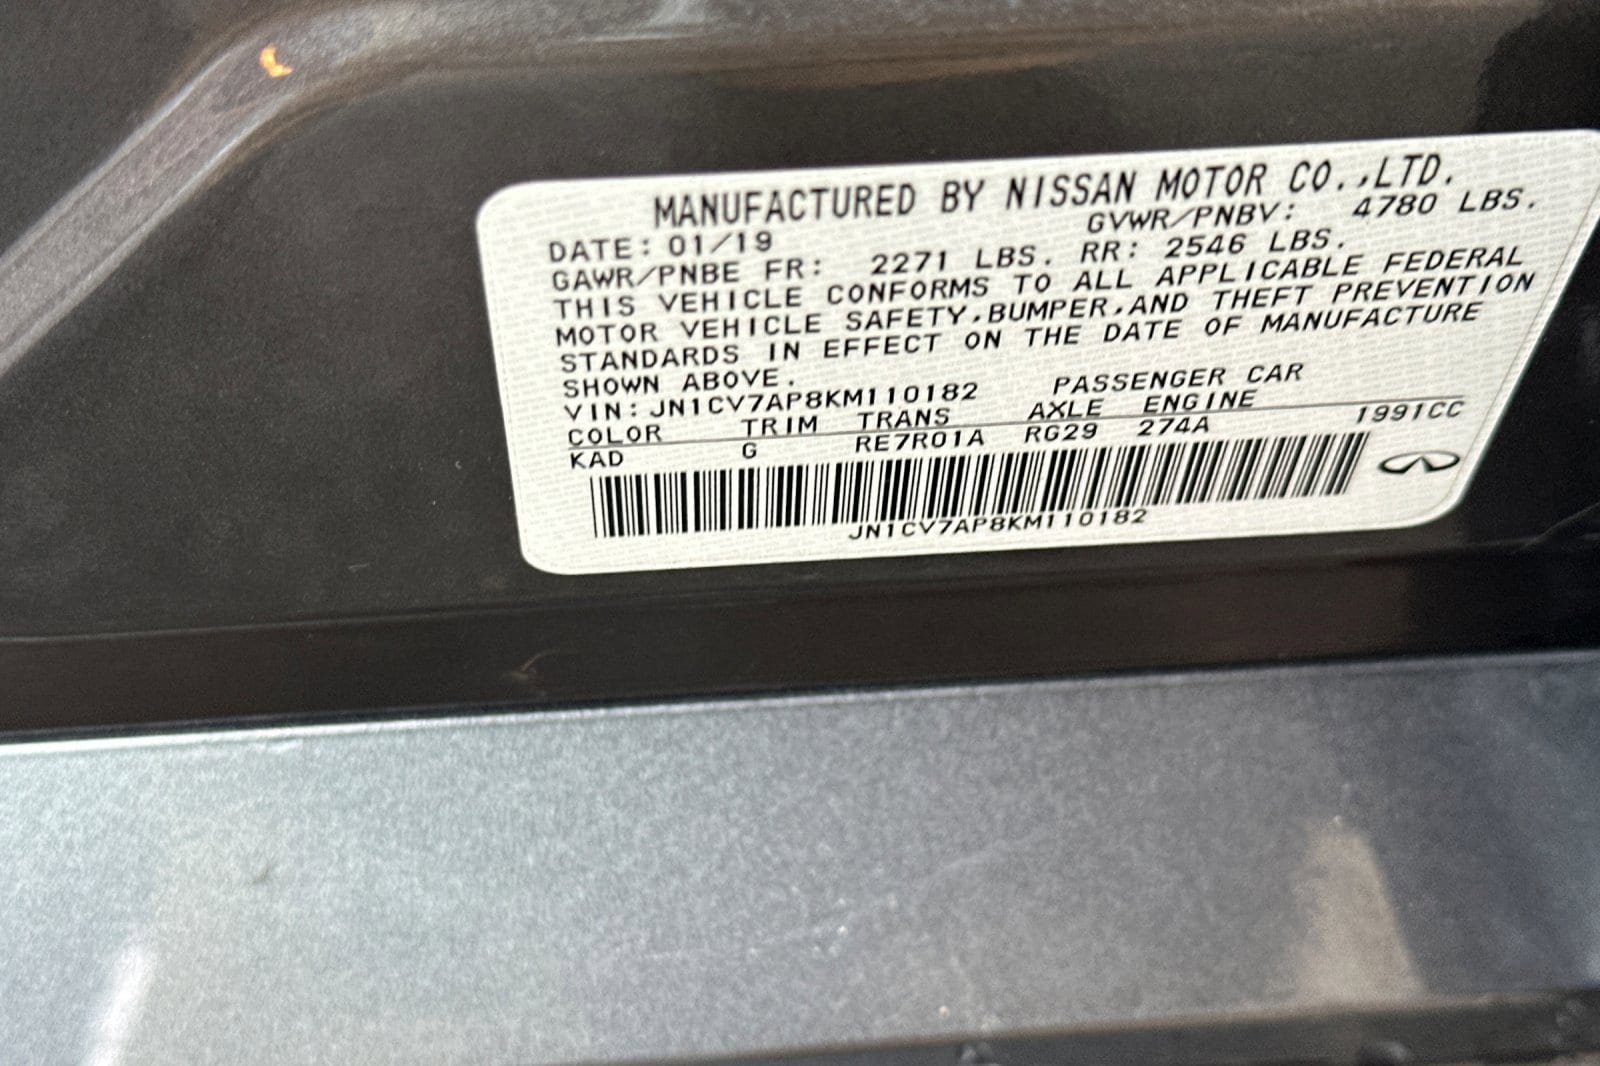 MANUFACTURED BY NISSAN MOTOR CO.,LTD.
DATE: 01/19 GVWR/PNBV: 4780 LBS.
GAWR/PNBE FR: 2271 LBS. RR: 2546 LBS.
THIS VEHICLE CONFORMS TO ALL APPLICABLE FEDERAL
MOTOR VEHICLE SAFETY,BUMPER,AND THEFT PREVENTION
STANDARDS IN EFFECT ON THE DATE OF MANUFACTURE
SHOWN ABOVE.
VIN: JN1CV7AP8KM110182 PASSENGER CAR
COLOR TRIM TRANS AXLE ENGINE
KAD G RE7R01A RG29 274A 1991CC
JN1CV7AP8KM110182